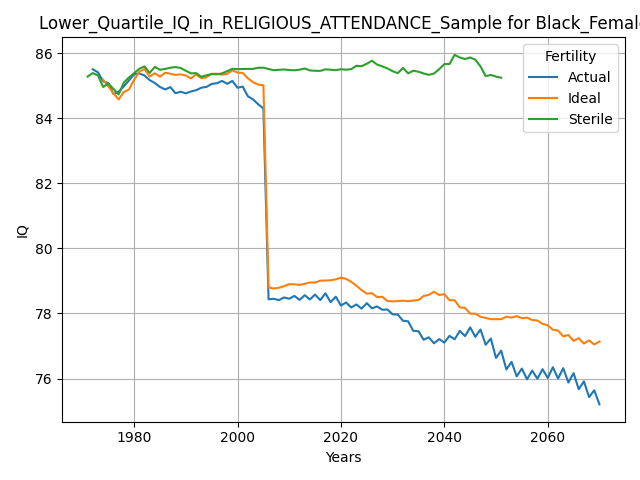 Lower_Quartile_IQ_in_RELIGIOUS_ATTENDANCE_Sample for Black_Femal
Fertility
Actual
Ideal
Sterile
IQ
86
84
82
80
78
76
1980
2000
2020
2040
2060
Years